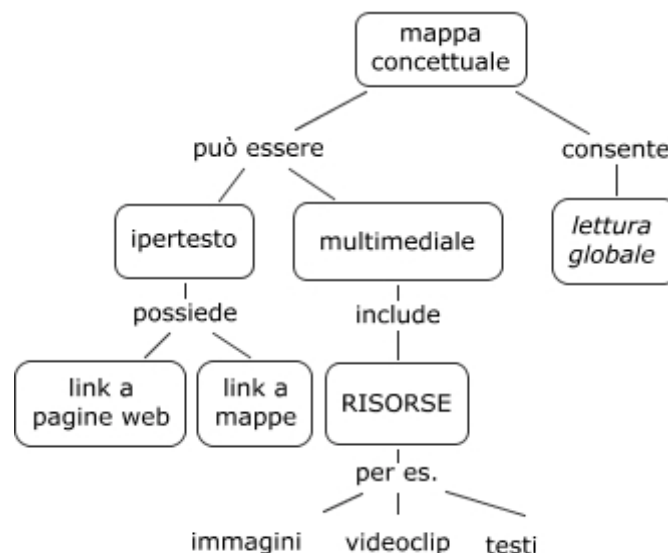 mappa
concettuale
può essere
consente
ipertesto
multimediale
lettura
globale
possiede
include
link a
pagine web
link a
mappe
RISORSE
per es.
immagini
videoclip
testi